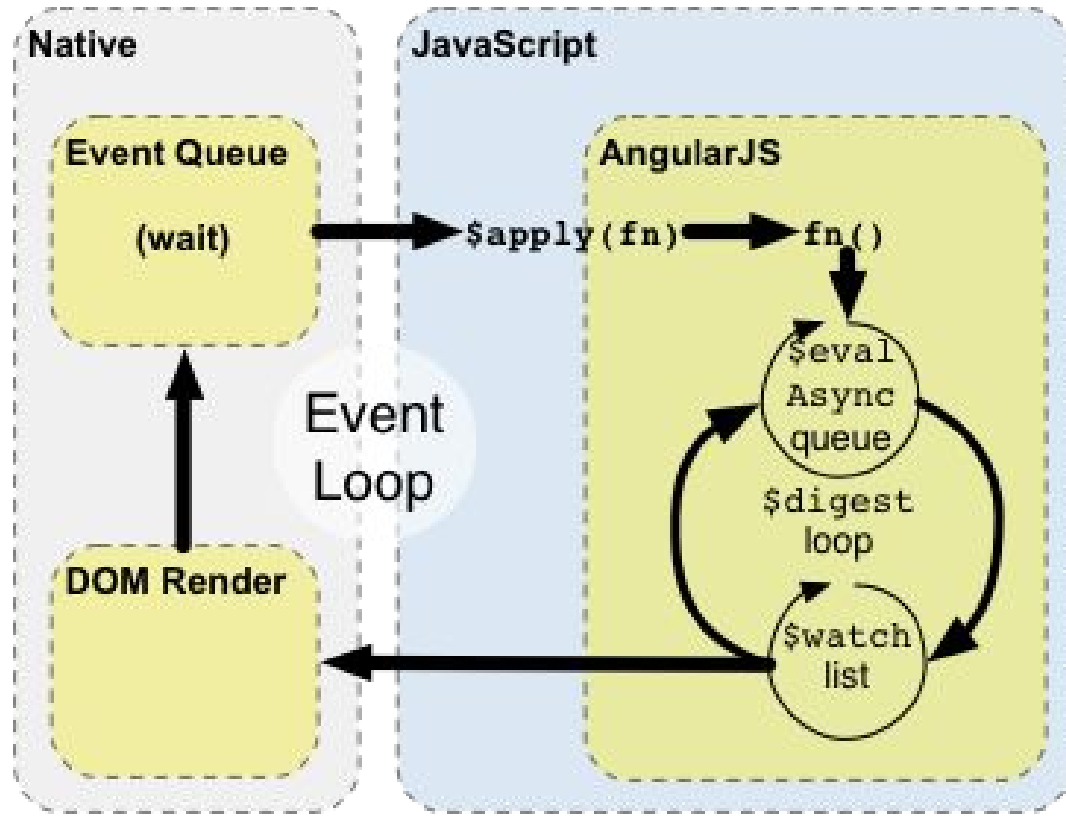 Native
JavaScript
Event Queue
(wait)
AngularJS
$apply(fn)
fn()
$eval
Async
queue
Event
Loop
$digest
loop
DOM Render
$watch
list